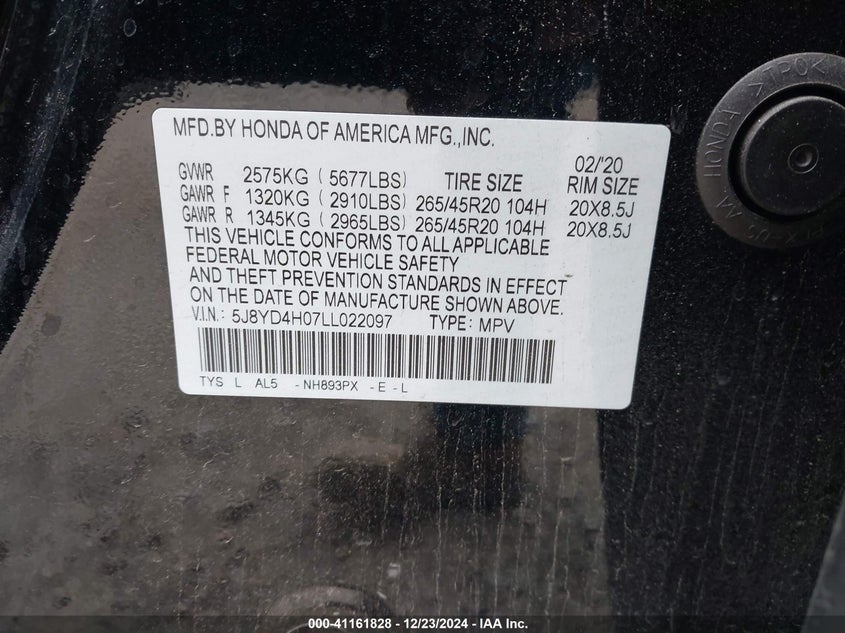 MFD.BY HONDA OF AMERICA MFG.,INC.
02/'20
GVWR 2575KG (5677LBS) TIRE SIZE RIM SIZE
GAWR F 1320KG (2910LBS) 265/45R20 104H 20X8.5J
GAWR R 1345KG (2965LBS) 265/45R20 104H 20X8.5J
THIS VEHICLE CONFORMS TO ALL APPLICABLE
FEDERAL MOTOR VEHICLE SAFETY
AND THEFT PREVENTION STANDARDS IN EFFECT
ON THE DATE OF MANUFACTURE SHOWN ABOVE.
V.I.N.: 5J8YD4H07LL022097 TYPE: MPV
TYS L AL5 -NH893PX -E -L
>TPO<
HONDA
000-41161828 - 12/23/2024 - IAA Inc.